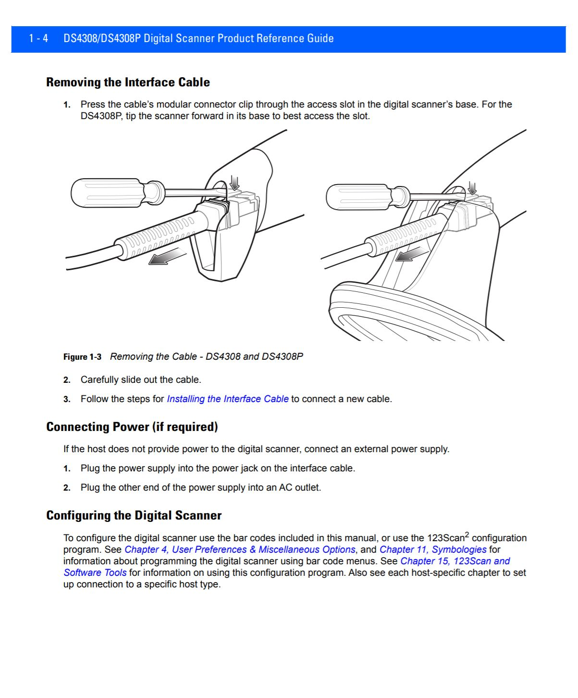 1 - 4 DS4308/DS4308P Digital Scanner Product Reference Guide
Removing the Interface Cable
1. Press the cable's modular connector clip through the access slot in the digital scanner's base. For the
DS4308P, tip the scanner forward in its base to best access the slot.
Figure 1-3 Removing the Cable - DS4308 and DS4308P
2. Carefully slide out the cable.
3. Follow the steps for Installing the Interface Cable to connect a new cable.
Connecting Power (if required)
If the host does not provide power to the digital scanner, connect an external power supply.
1. Plug the power supply into the power jack on the interface cable.
2. Plug the other end of the power supply into an AC outlet.
Configuring the Digital Scanner
To configure the digital scanner use the bar codes included in this manual, or use the 123Scan² configuration
program. See Chapter 4, User Preferences & Miscellaneous Options, and Chapter 11, Symbologies for
information about programming the digital scanner using bar code menus. See Chapter 15, 123Scan and
Software Tools for information on using this configuration program. Also see each host-specific chapter to set
up connection to a specific host type.